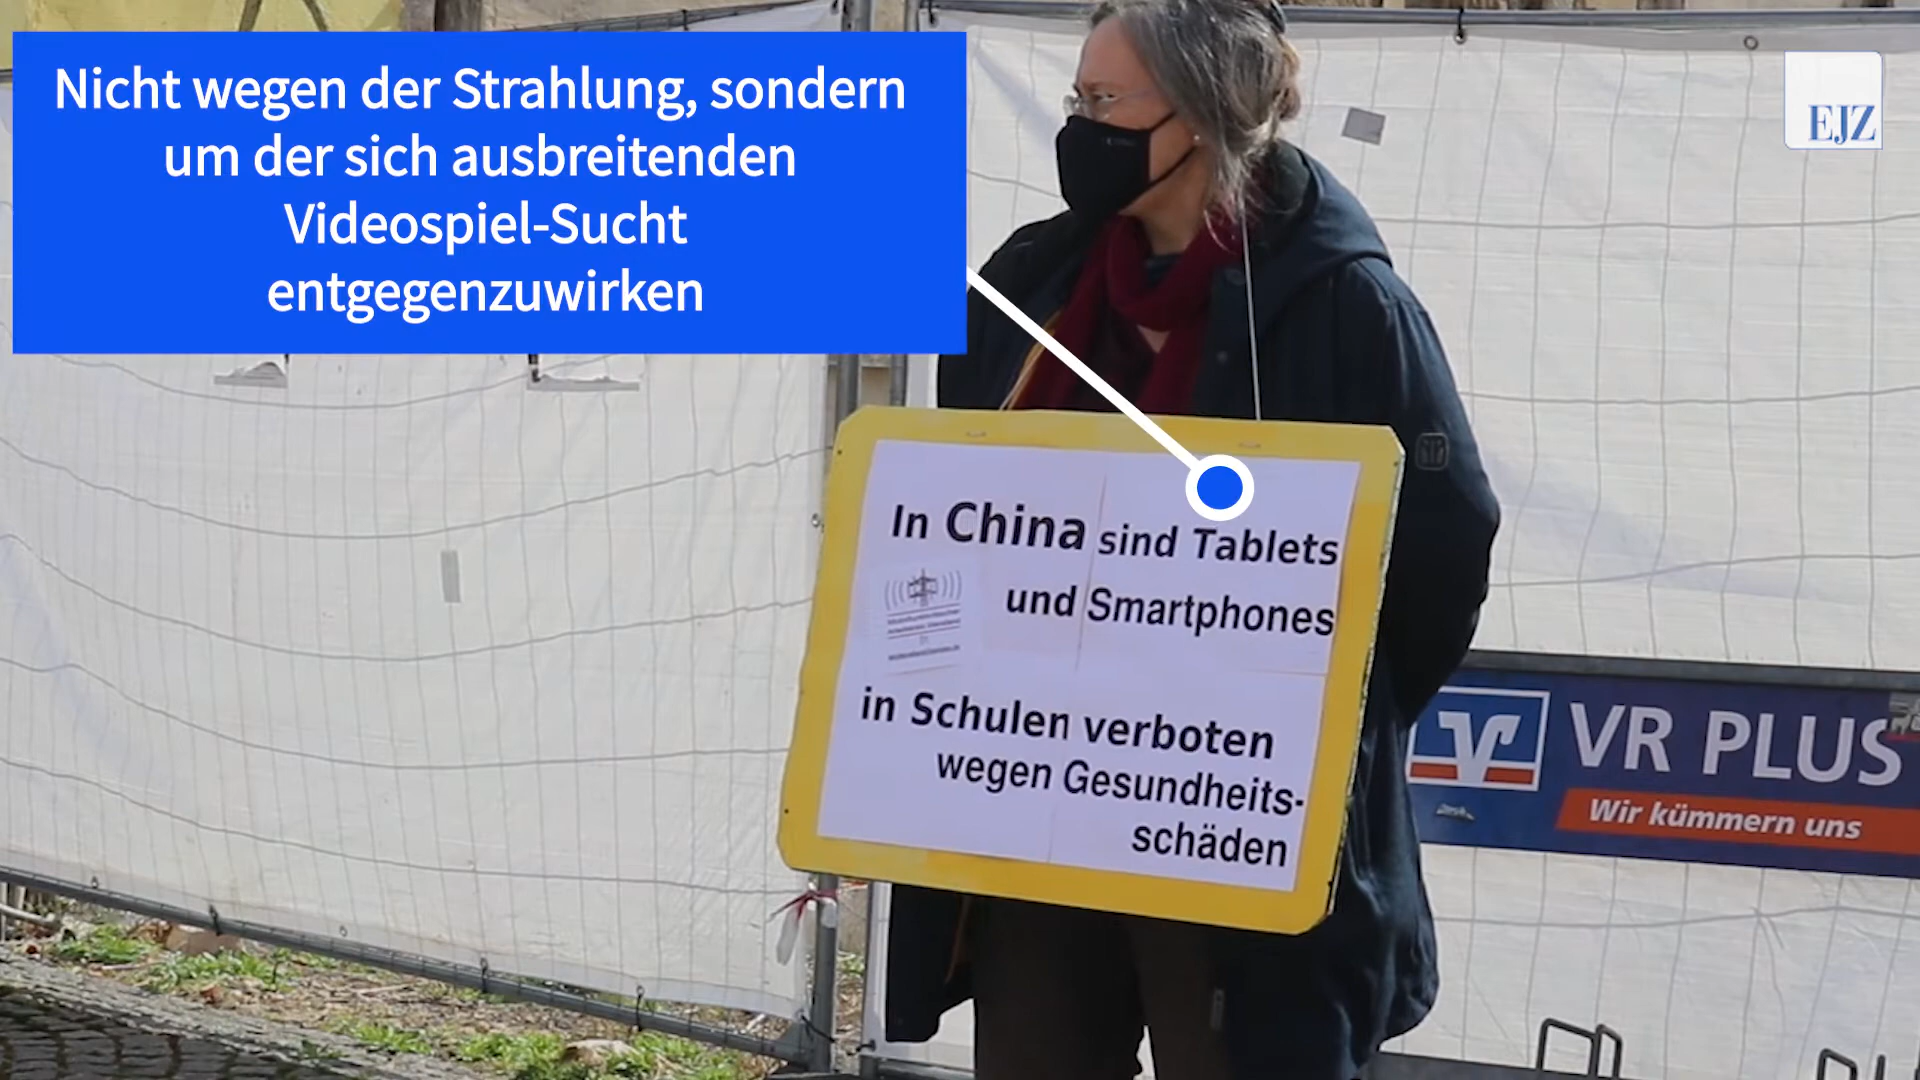 Nicht wegen der Strahlung, sondern
um der sich ausbreitenden
Videospiel-Sucht
entgegenzuwirken
EJZ
In China sind Tablets
und Smartphones
in Schulen verboten
wegen Gesundheits-
schäden
VR PLUS
Wir kümmern uns